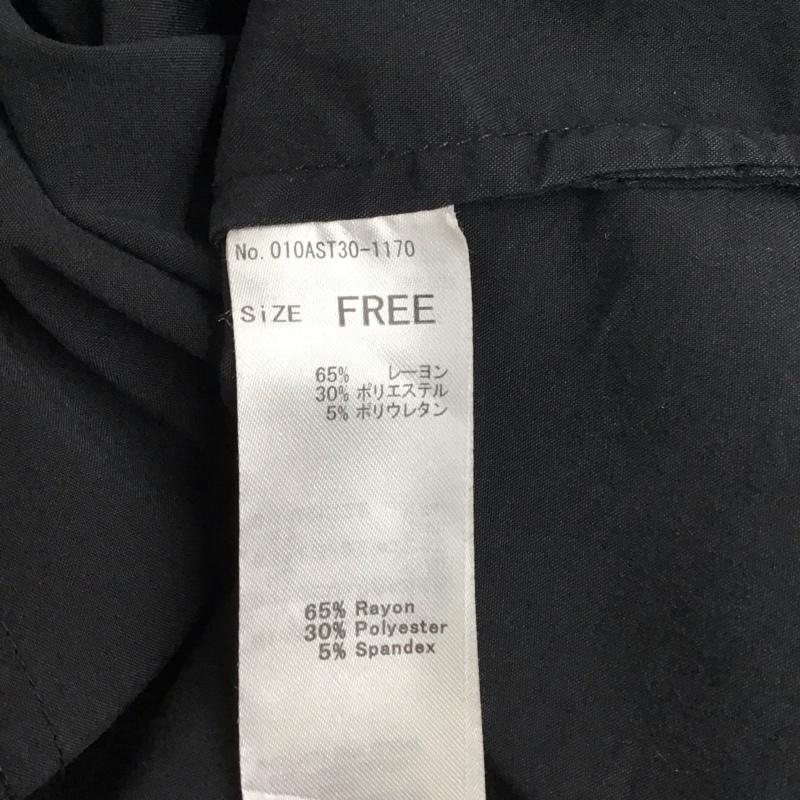 No. 010AST30-1170
SiZE FREE
65% レーヨン
30% ポリエステル
5% ポリウレタン
65% Rayon
30% Polyester
5% Spandex